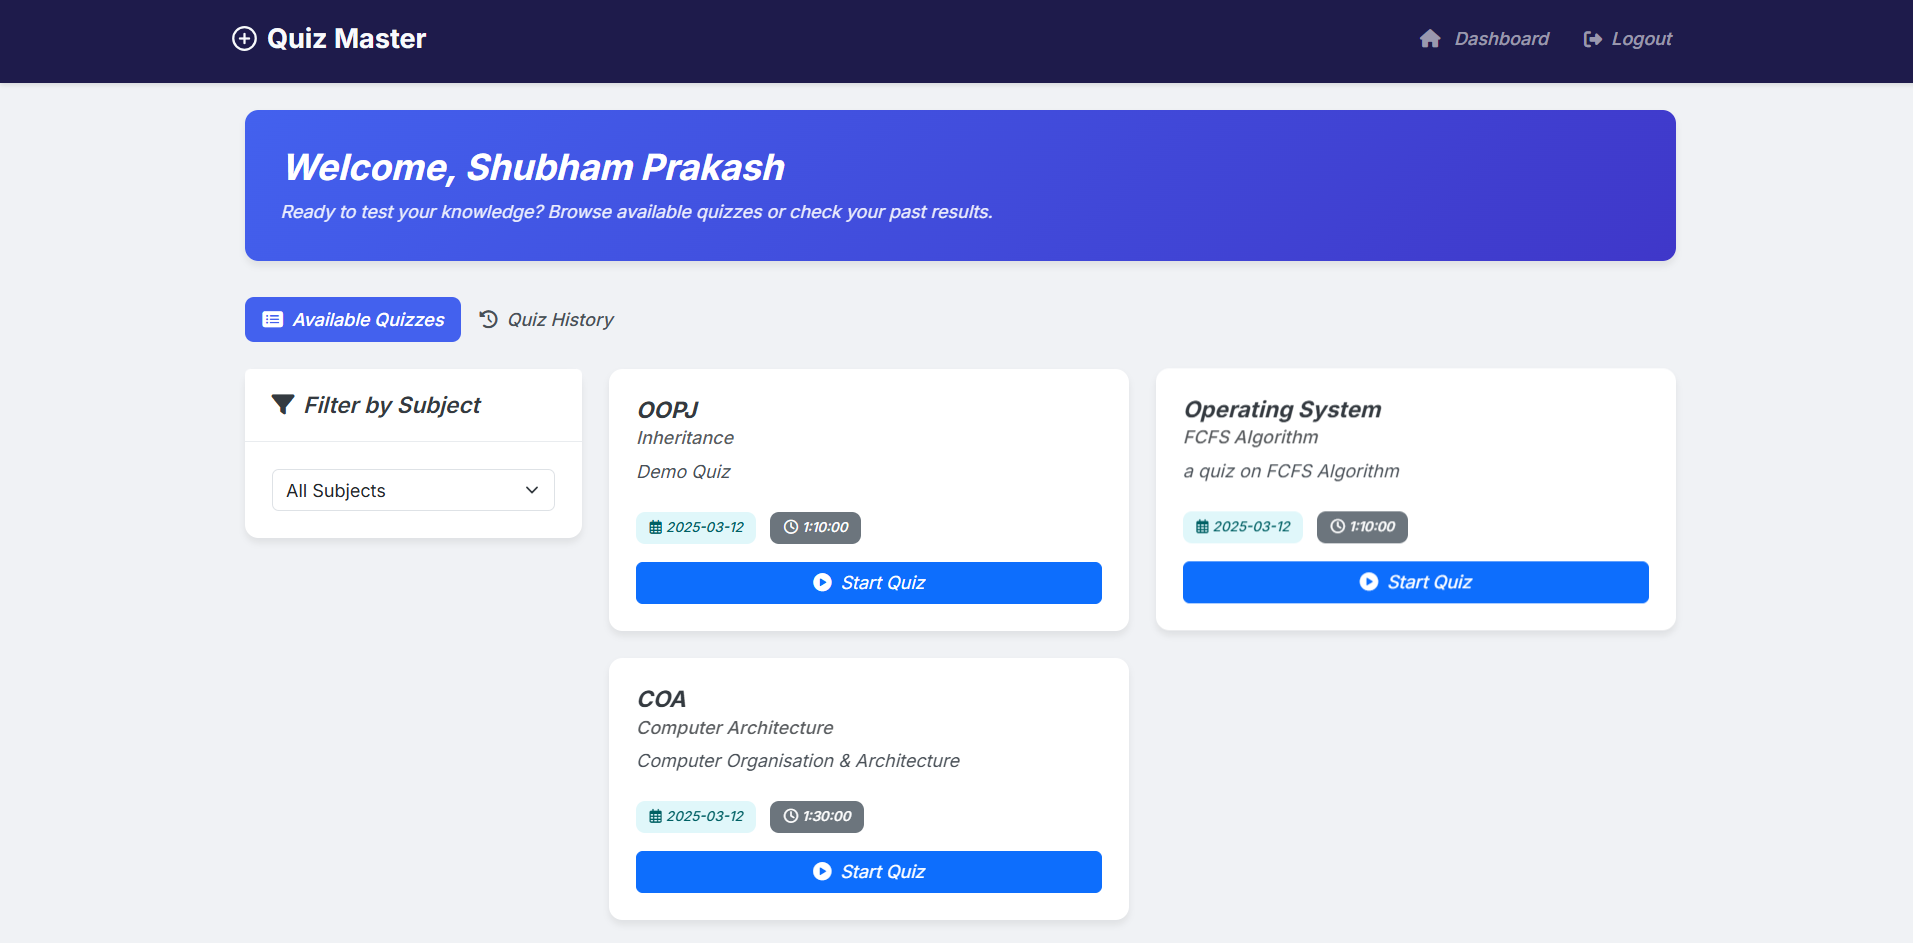 Quiz Master
Dashboard
Logout
Welcome, Shubham Prakash
Ready to test your knowledge? Browse available quizzes or check your past results.
Available Quizzes
Quiz History
Filter by Subject
All Subjects
OOPJ
Inheritance
Demo Quiz
2025-03-12
1:10:00
Start Quiz
Operating System
FCFS Algorithm
a quiz on FCFS Algorithm
2025-03-12
1:10:00
Start Quiz
COA
Computer Architecture
Computer Organisation & Architecture
2025-03-12
1:30:00
Start Quiz